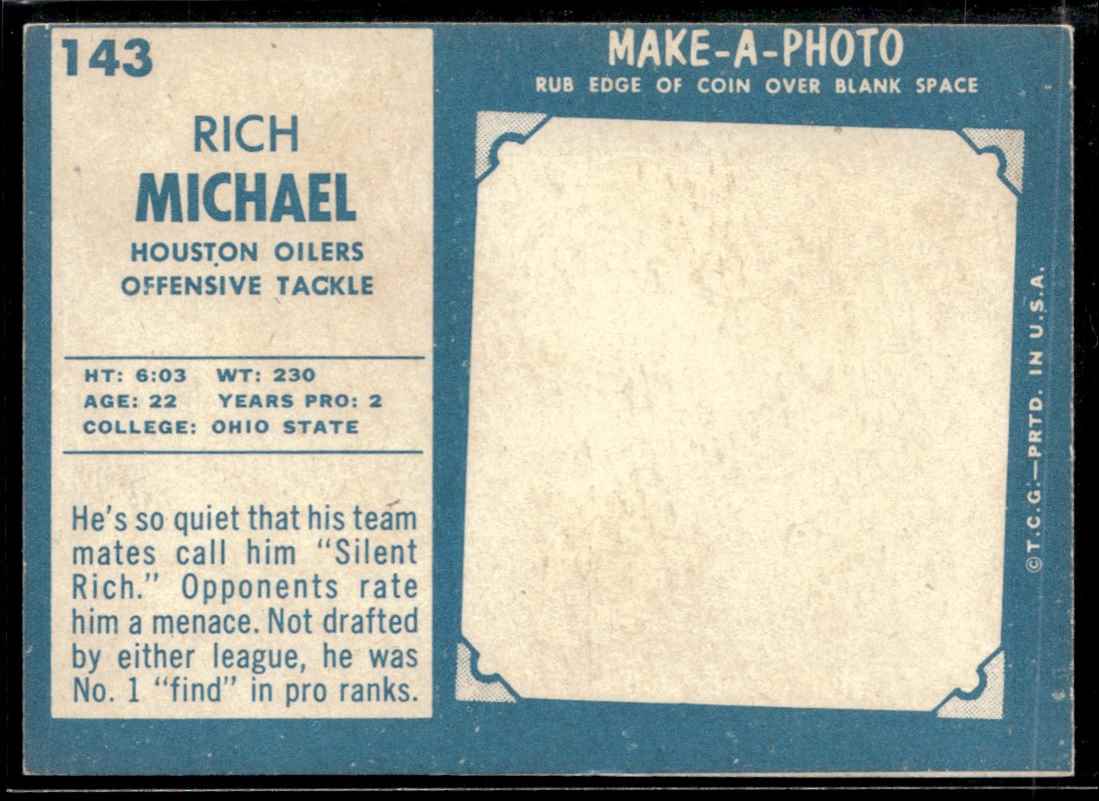 143
RICH
MICHAEL
HOUSTON OILERS
OFFENSIVE TACKLE
HT: 6:03 WT: 230
AGE: 22 YEARS PRO: 2
COLLEGE: OHIO STATE
He's so quiet that his team
mates call him "Silent
Rich." Opponents rate
him a menace. Not drafted
by either league, he was
No. 1 "find" in pro ranks.
MAKE-A-PHOTO
RUB EDGE OF COIN OVER BLANK SPACE
©T.C.G.—PRTD. IN U.S.A.